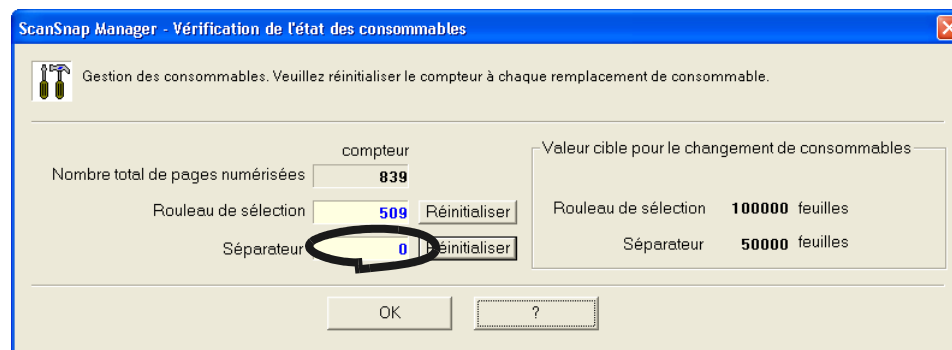 ScanSnap Manager - Vérification de l'état des consommables
Gestion des consommables. Veuillez réinitialiser le compteur à chaque remplacement de consommable.
compteur
Nombre total de pages numérisées 839
Rouleau de sélection 509 Réinitialiser
Séparateur 0 Réinitialiser
Valeur cible pour le changement de consommables
Rouleau de sélection 100000 feuilles
Séparateur 50000 feuilles
OK
?